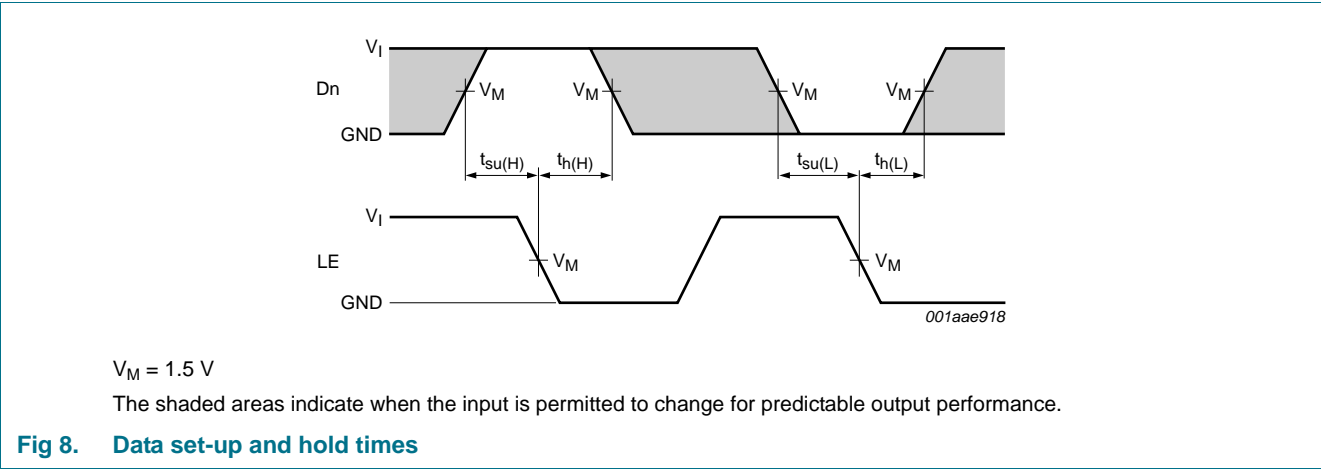 VI
Dn
VM VM VM VM
GND
tsu(H) th(H) tsu(L) th(L)
VI
LE
VM VM
GND
001aae918
VM = 1.5 V
The shaded areas indicate when the input is permitted to change for predictable output performance.
Fig 8. Data set-up and hold times